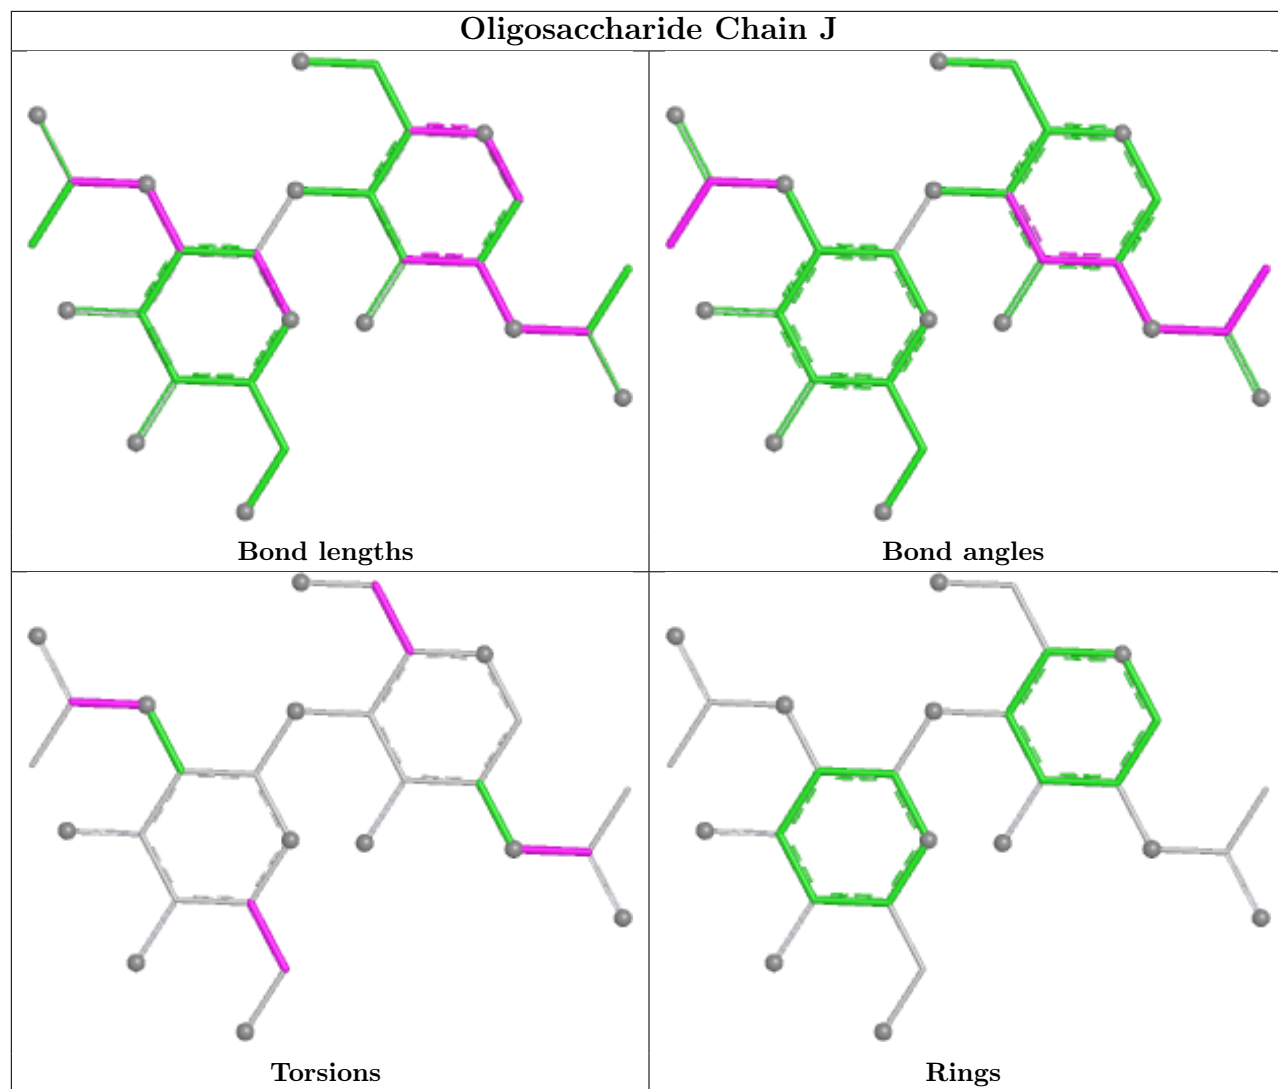 Oligosaccharide Chain J
Bond lengths
Bond angles
Torsions
Rings